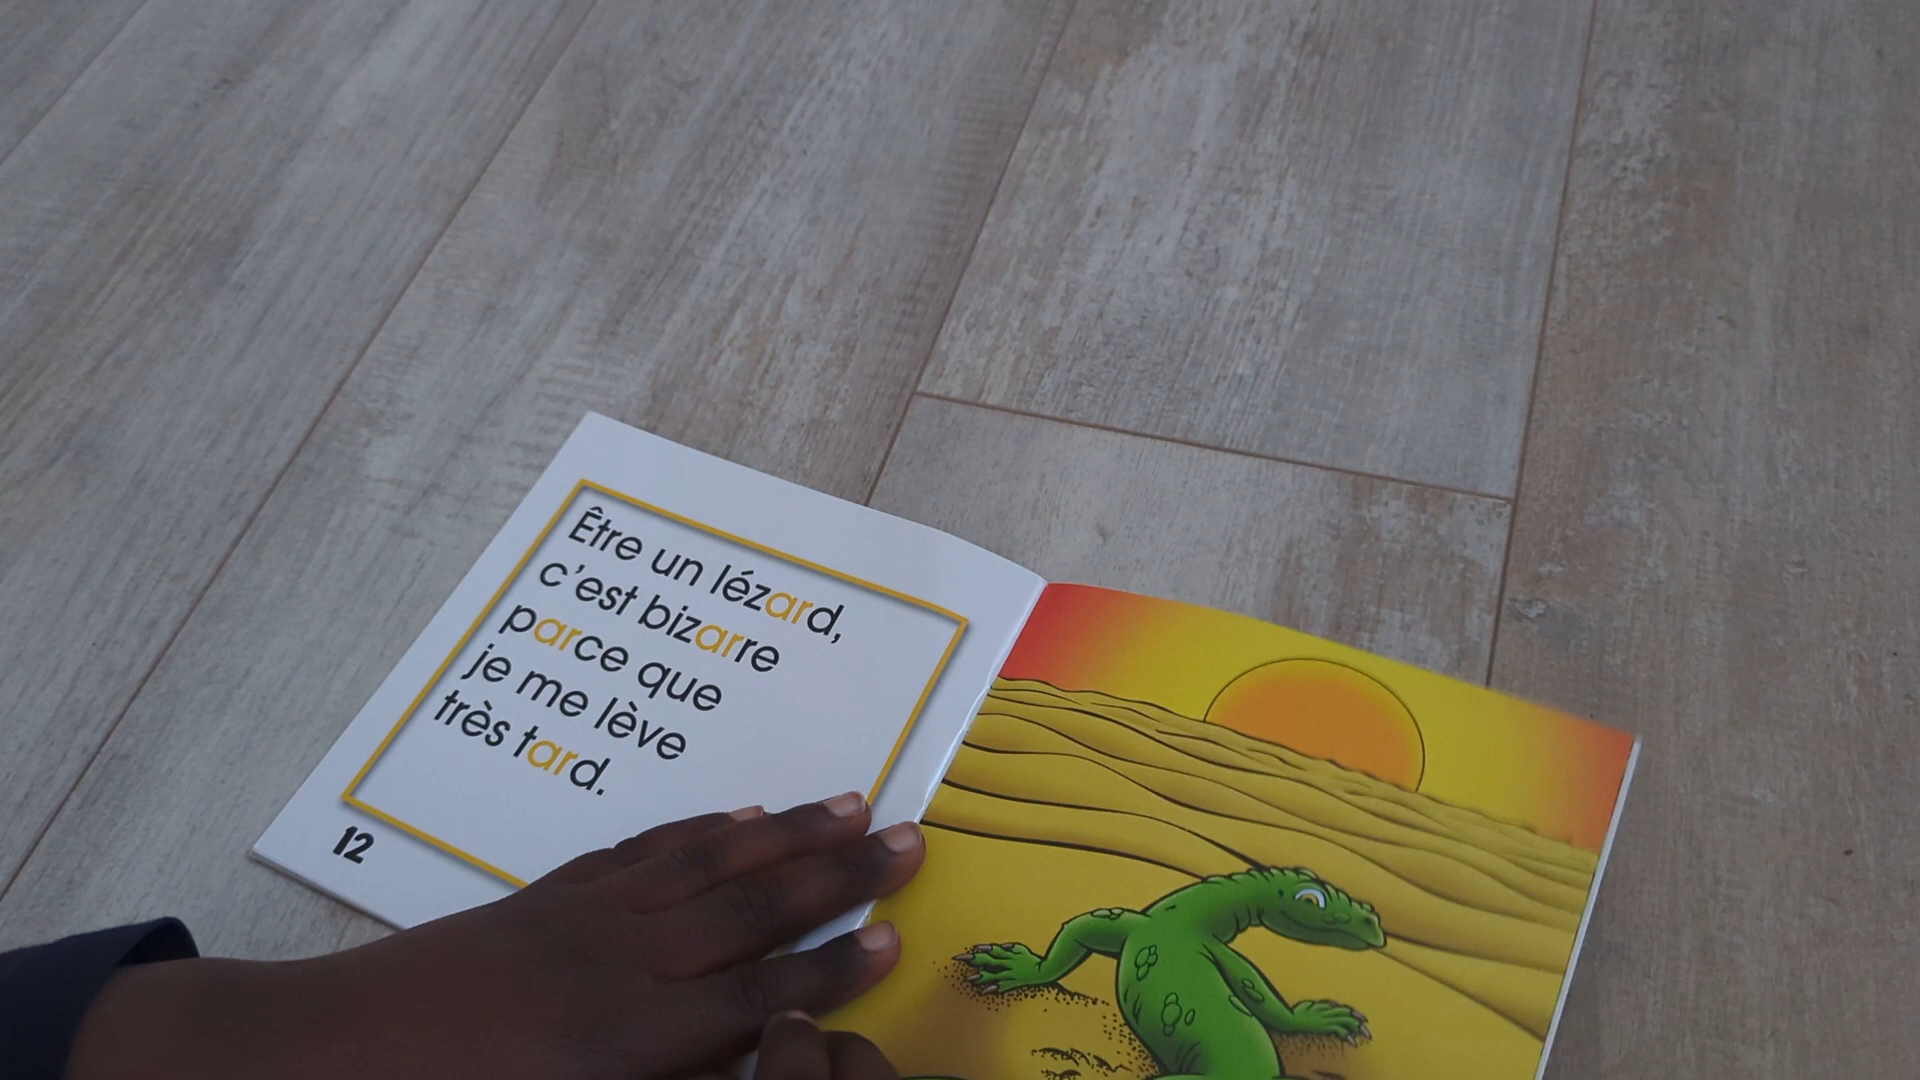 Être un lézard,
c'est bizarre
parce que
je me lève
très tard.
12